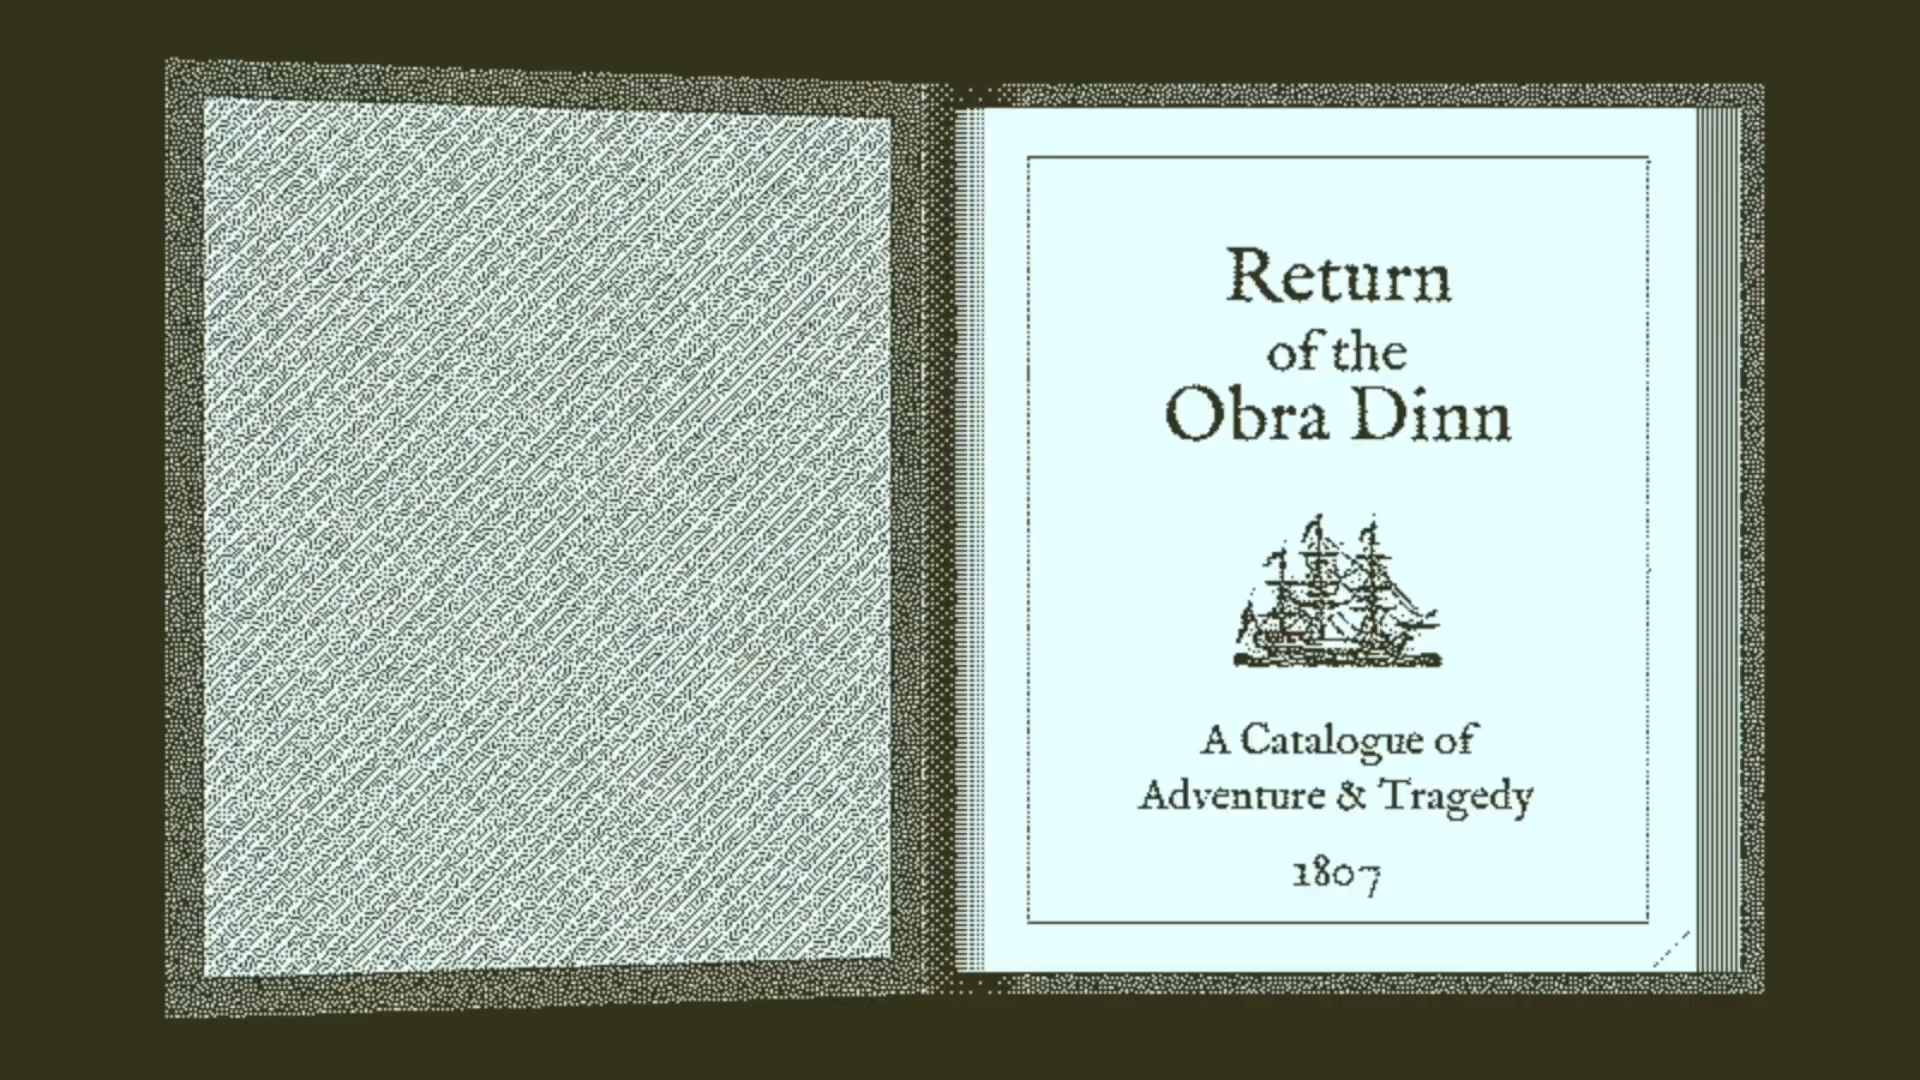 Return
of the
Obra Dinn
A Catalogue of
Adventure & Tragedy
1807